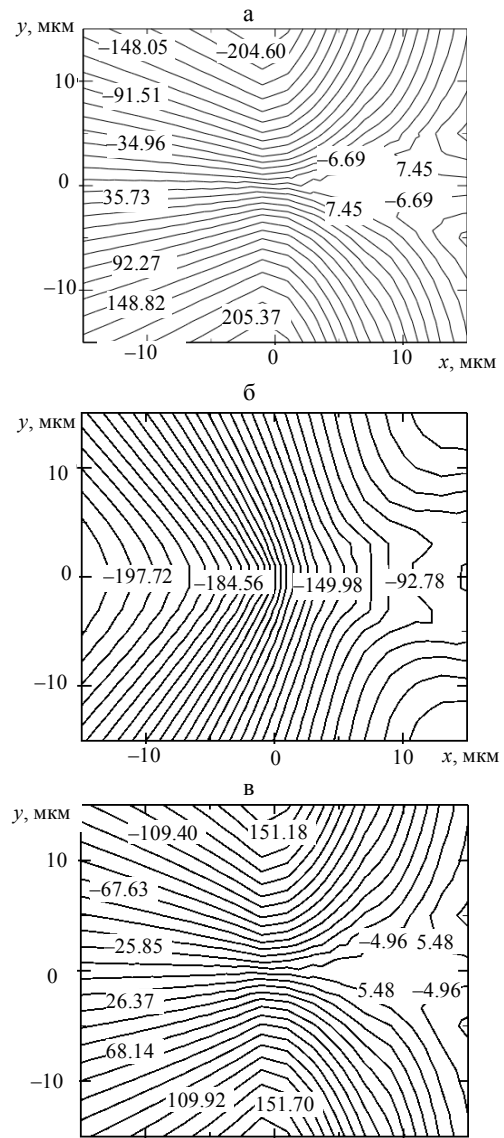 а
y, мкм
–148.05 –204.60
10
–91.51
–34.96 –6.69
7.45
0
35.73 7.45 –6.69
92.27
–10
148.82 205.37
–10 0 10
x, мкм
б
y, мкм
10
0
–197.72 –184.56 –149.98 –92.78
–10
–10 0 10
x, мкм
в
y, мкм
–109.40 151.18
10
–67.63
–25.85 –4.96 5.48
0
26.37 5.48 –4.96
68.14
–10
109.92 151.70